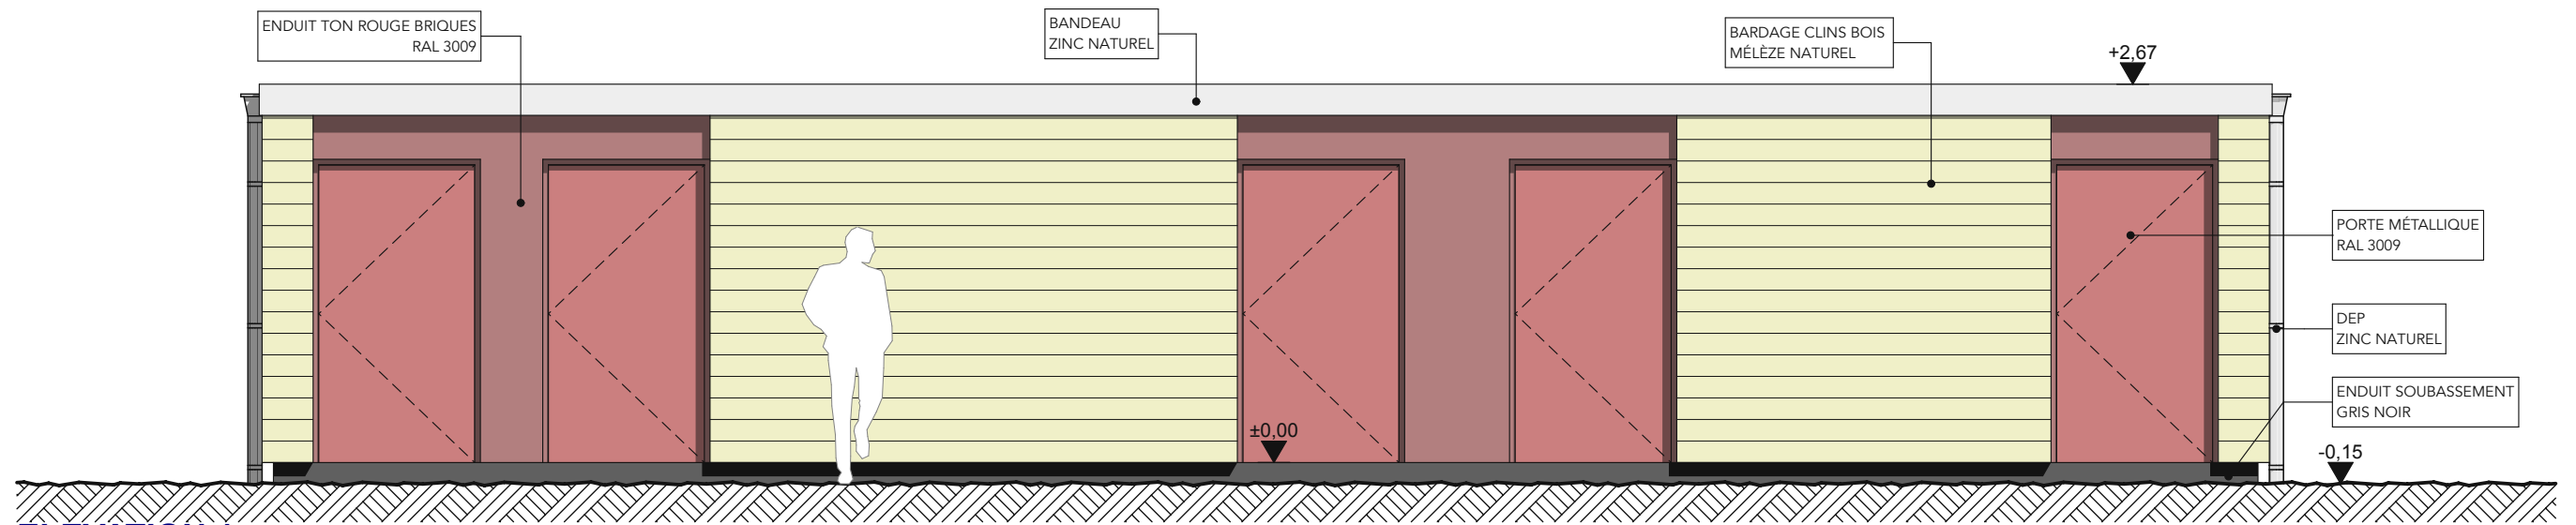 ENDUIT TON ROUGE BRIQUES
RAL 3009
BANDEAU
ZINC NATUREL
BARDAGE CLINS BOIS
MÉLÈZE NATUREL
+2,67
PORTE MÉTALLIQUE
RAL 3009
DEP
ZINC NATUREL
ENDUIT SOUBASSEMENT
GRIS NOIR
±0,00
-0,15